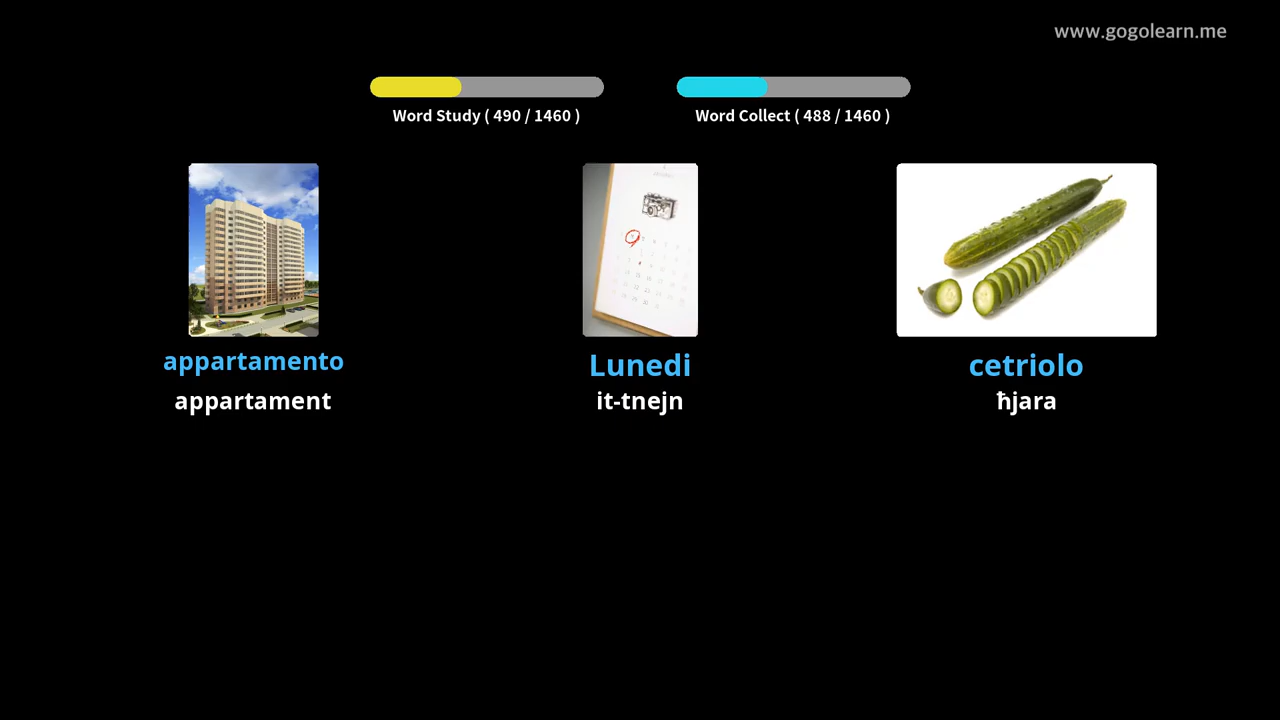 www.gogolearn.me
Word Study ( 490 / 1460 )
Word Collect ( 488 / 1460 )
appartamento
Lunedi
cetriolo
appartament
it-tnejn
ħjara